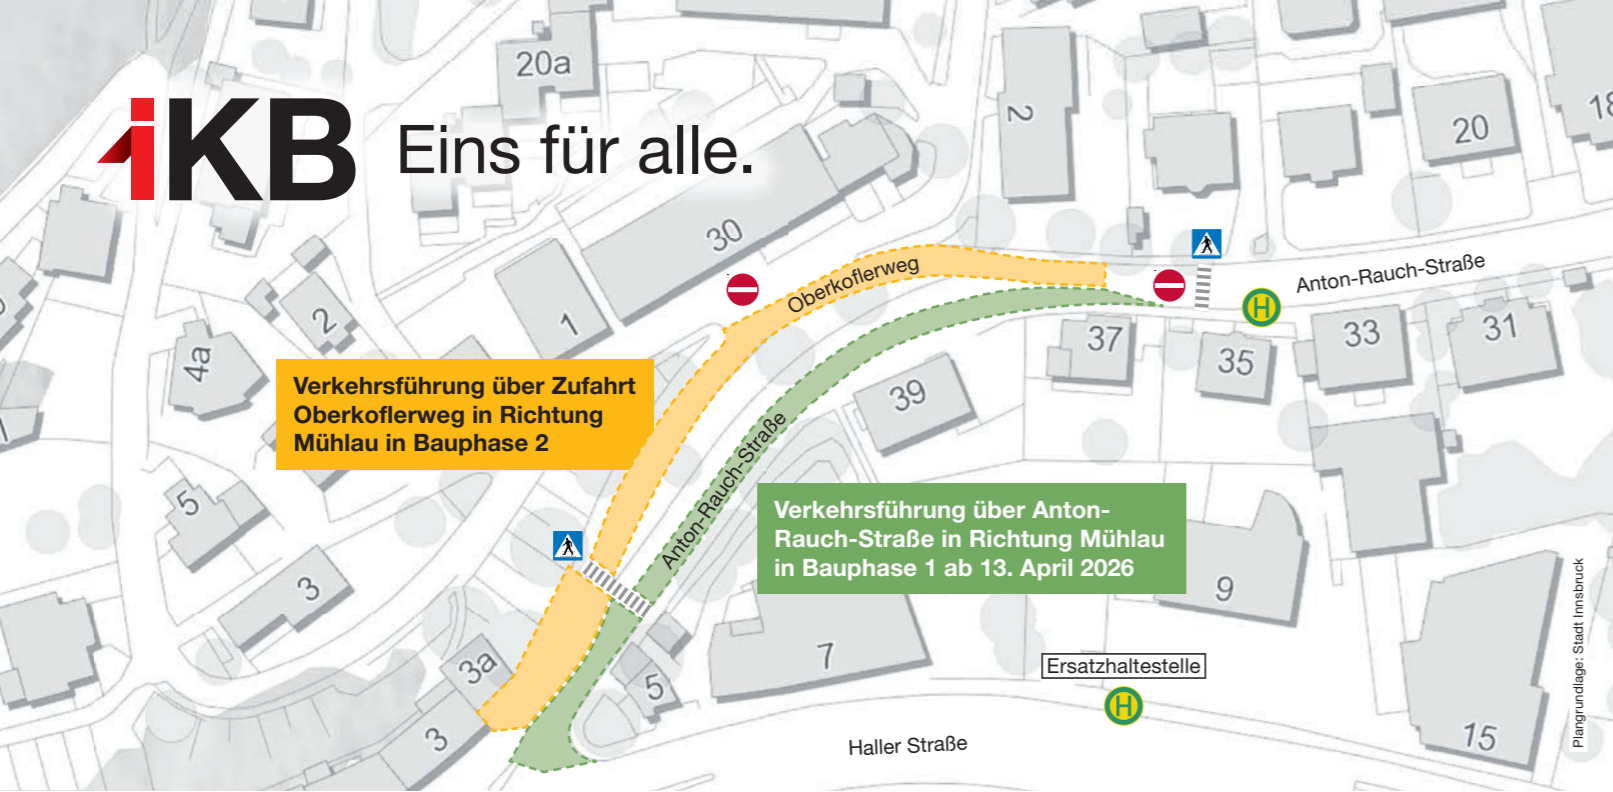 iKB Eins für alle.
20a
2
20
18
30
Oberkoflerweg
Anton-Rauch-Straße
H
2
1
4a
37
35
33
31
39
Verkehrsführung über Zufahrt
Oberkoflerweg in Richtung
Mühlau in Bauphase 2
Anton-Rauch-Straße
5
Verkehrsführung über Anton-
Rauch-Straße in Richtung Mühlau
in Bauphase 1 ab 13. April 2026
3
9
3a
7
5
Ersatzhaltestelle
H
3
Haller Straße
15
Plangrundlage: Stadt Innsbruck